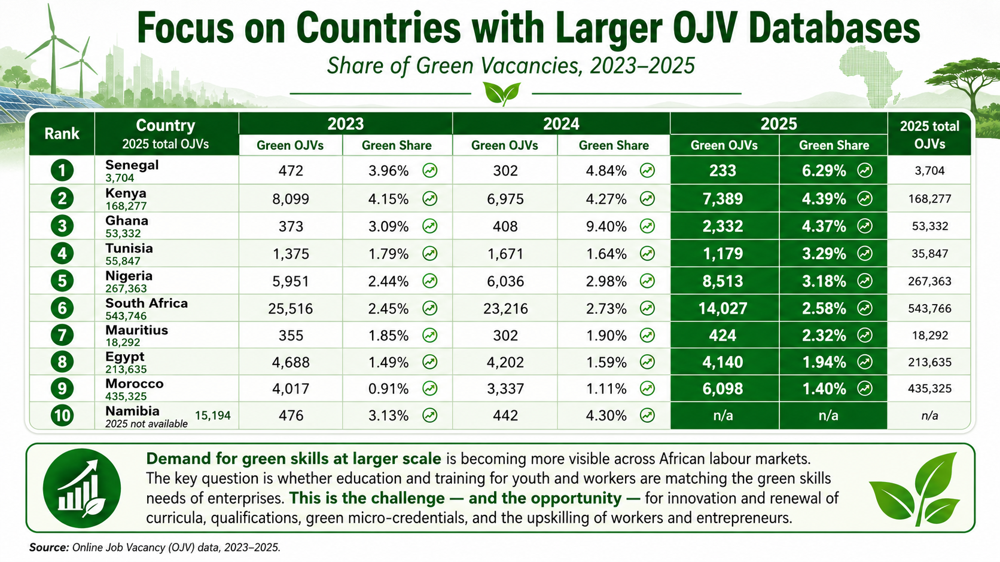 Focus on Countries with Larger OJV Databases
Share of Green Vacancies, 2023–2025
Rank Country 2023 2024 2025 2025 total OJVs
2025 total OJVs Green OJVs Green Share Green OJVs Green Share Green OJVs Green Share
1 Senegal 472 3.96% 302 4.84% 233 6.29% 3,704
3,704
2 Kenya 8,099 4.15% 6,975 4.27% 7,389 4.39% 168,277
168,277
3 Ghana 373 3.09% 408 9.40% 2,332 4.37% 53,332
53,332
4 Tunisia 1,375 1.79% 1,671 1.64% 1,179 3.29% 35,847
55,847
5 Nigeria 5,951 2.44% 6,036 2.98% 8,513 3.18% 267,363
267,363
6 South Africa 25,516 2.45% 23,216 2.73% 14,027 2.58% 543,766
543,746
7 Mauritius 355 1.85% 302 1.90% 424 2.32% 18,292
18,292
8 Egypt 4,688 1.49% 4,202 1.59% 4,140 1.94% 213,635
213,635
9 Morocco 4,017 0.91% 3,337 1.11% 6,098 1.40% 435,325
435,325
10 Namibia 15,194 476 3.13% 442 4.30% n/a n/a n/a
2025 not available
Demand for green skills at larger scale is becoming more visible across African labour markets.
The key question is whether education and training for youth and workers are matching the green skills
needs of enterprises. This is the challenge — and the opportunity — for innovation and renewal of
curricula, qualifications, green micro-credentials, and the upskilling of workers and entrepreneurs.
Source: Online Job Vacancy (OJV) data, 2023–2025.